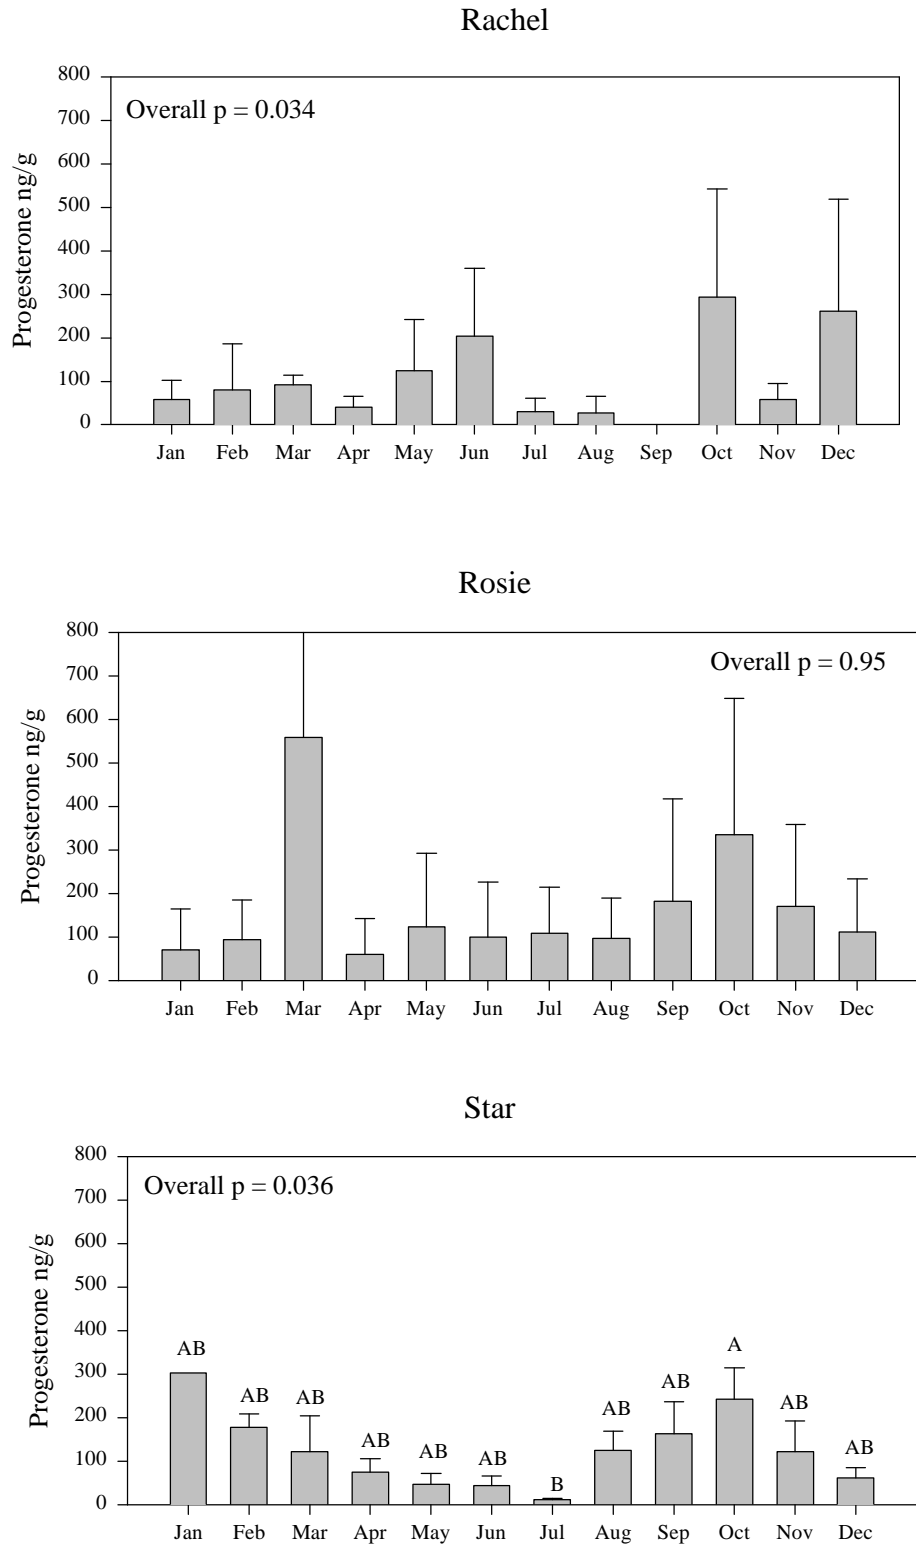 Rachel
800
700
600
500
400
300
200
100
0
Progesterone ng/g
Overall p = 0.034
Jan Feb Mar Apr May Jun Jul Aug Sep Oct Nov Dec
Rosie
800
700
600
500
400
300
200
100
0
Progesterone ng/g
Overall p = 0.95
Jan Feb Mar Apr May Jun Jul Aug Sep Oct Nov Dec
Star
800
700
600
500
400
300
200
100
0
Progesterone ng/g
Overall p = 0.036
AB AB AB AB AB AB B AB AB A AB AB
Jan Feb Mar Apr May Jun Jul Aug Sep Oct Nov Dec